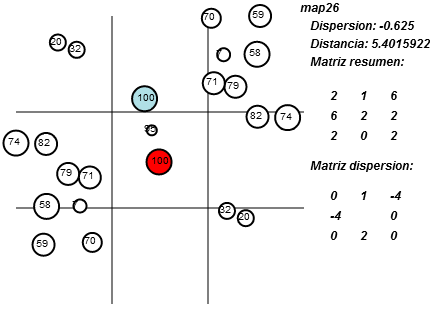 map26
Dispersion: -0.625
Distancia: 5.4015922
Matriz resumen:
2 1 6
6 2 2
2 0 2
Matriz dispersion:
0 1 -4
-4 0
0 2 0
70 59
20 32
7 58
71 79
100
82 74
99
74 82
100
79 71
58
32 20
59 70